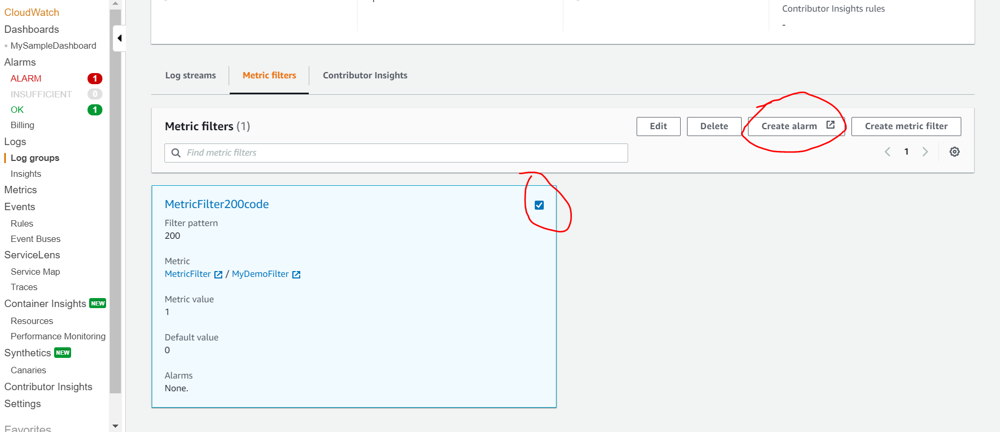 CloudWatch
Dashboards
* MySampleDashboard
Alarms
ALARM 1
INSUFFICIENT 0
OK 1
Billing
Logs
Log groups
Insights
Metrics
Events
Rules
Event Buses
ServiceLens
Service Map
Traces
Container Insights NEW
Resources
Performance Monitoring
Synthetics NEW
Canaries
Contributor Insights
Settings
Favorites
Contributor Insights rules
-
Log streams Metric filters Contributor Insights
Metric filters (1) Edit Delete Create alarm Create metric filter
Find metric filters 1
MetricFilter200code
Filter pattern
200
Metric
MetricFilter / MyDemoFilter
Metric value
1
Default value
0
Alarms
None.